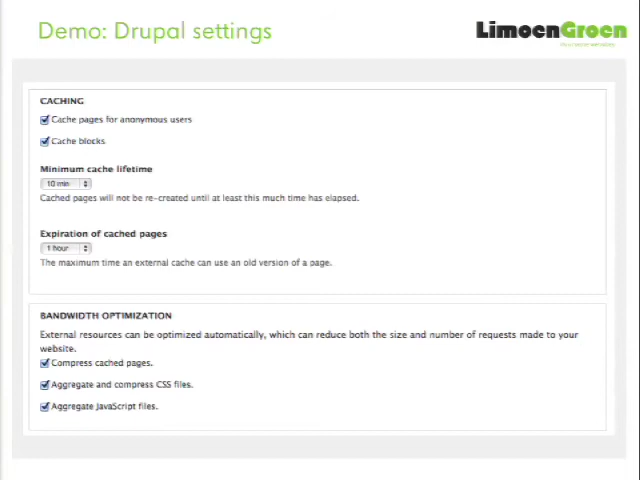 Demo: Drupal settings
LimoenGroen
CACHING
Cache pages for anonymous users
Cache blocks
Minimum cache lifetime
10 min
Cached pages will not be re-created until at least this much time has elapsed.
Expiration of cached pages
1 hour
The maximum time an external cache can use an old version of a page.
BANDWIDTH OPTIMIZATION
External resources can be optimized automatically, which can reduce both the size and number of requests made to your
website.
Compress cached pages.
Aggregate and compress CSS files.
Aggregate JavaScript files.